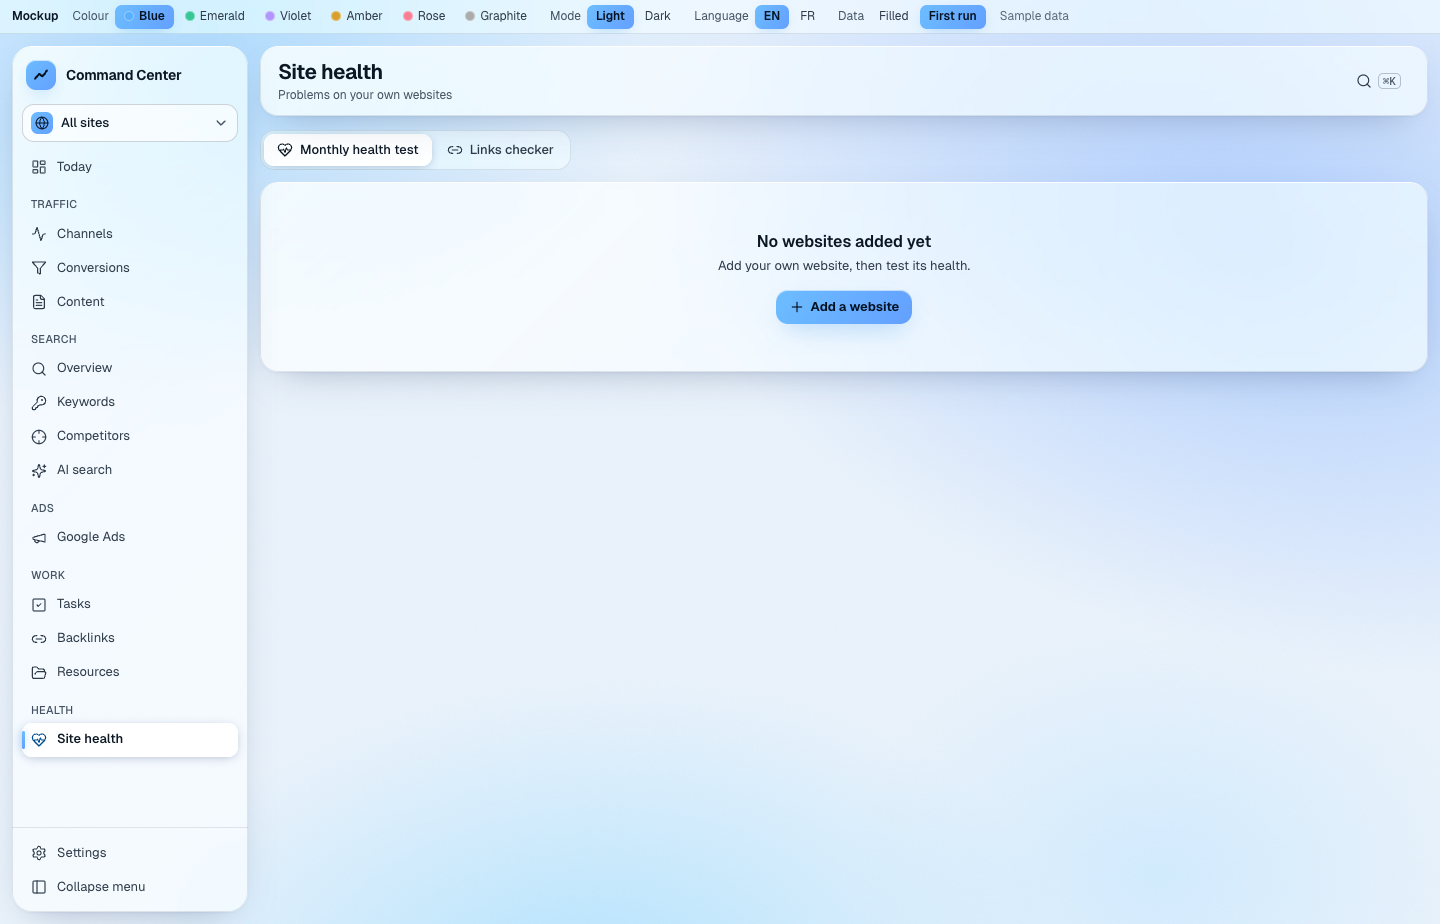 Mockup Colour Blue Emerald Violet Amber Rose Graphite Mode Light Dark Language EN FR Data Filled First run Sample data
Command Center
All sites
Today
TRAFFIC
Channels
Conversions
Content
SEARCH
Overview
Keywords
Competitors
AI search
ADS
Google Ads
WORK
Tasks
Backlinks
Resources
HEALTH
Site health
Settings
Collapse menu
Site health
Problems on your own websites
⌘K
Monthly health test Links checker
No websites added yet
Add your own website, then test its health.
Add a website